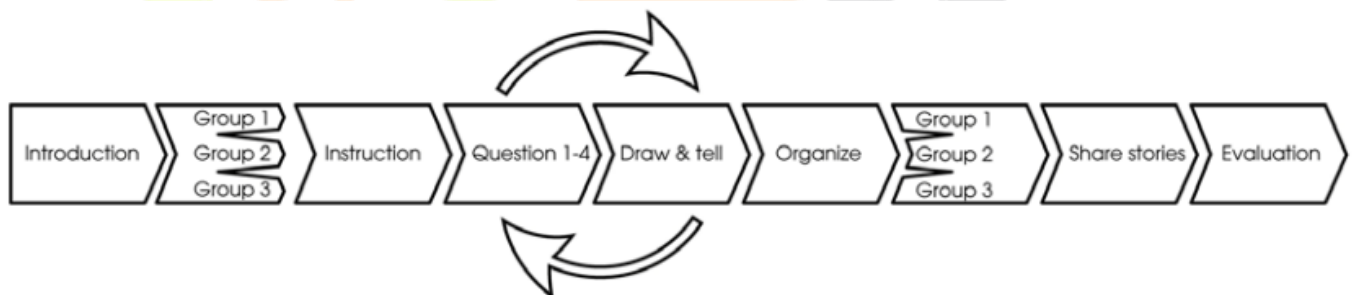 Introduction
Group 1
Group 2
Group 3
Instruction
Question 1-4
Draw & tell
Organize
Group 1
Group 2
Group 3
Share stories
Evaluation